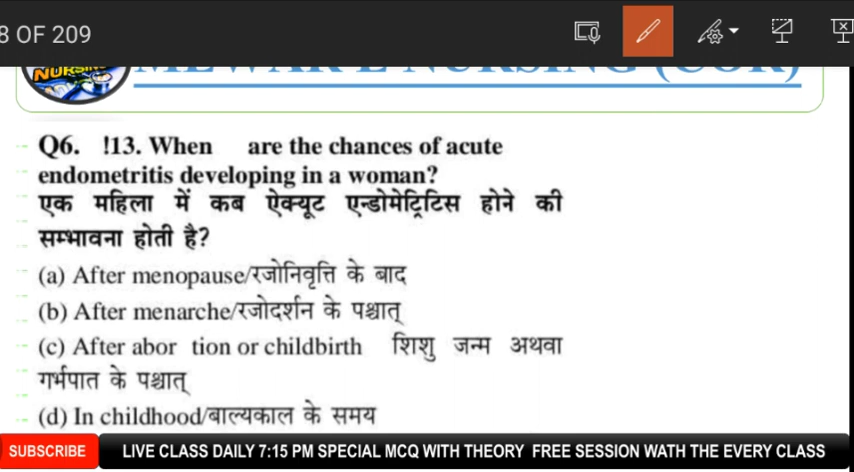 8 OF 209
NURSING
Q6. !13. When are the chances of acute
endometritis developing in a woman?
एक महिला में कब ऐक्यूट एन्डोमेट्रिटिस होने की
सम्भावना होती है?
(a) After menopause/रजोनिवृत्ति के बाद
(b) After menarche/रजोदर्शन के पश्चात्
(c) After abor tion or childbirth शिशु जन्म अथवा
गर्भपात के पश्चात्
(d) In childhood/बाल्यकाल के समय
SUBSCRIBE LIVE CLASS DAILY 7:15 PM SPECIAL MCQ WITH THEORY FREE SESSION WATH THE EVERY CLASS